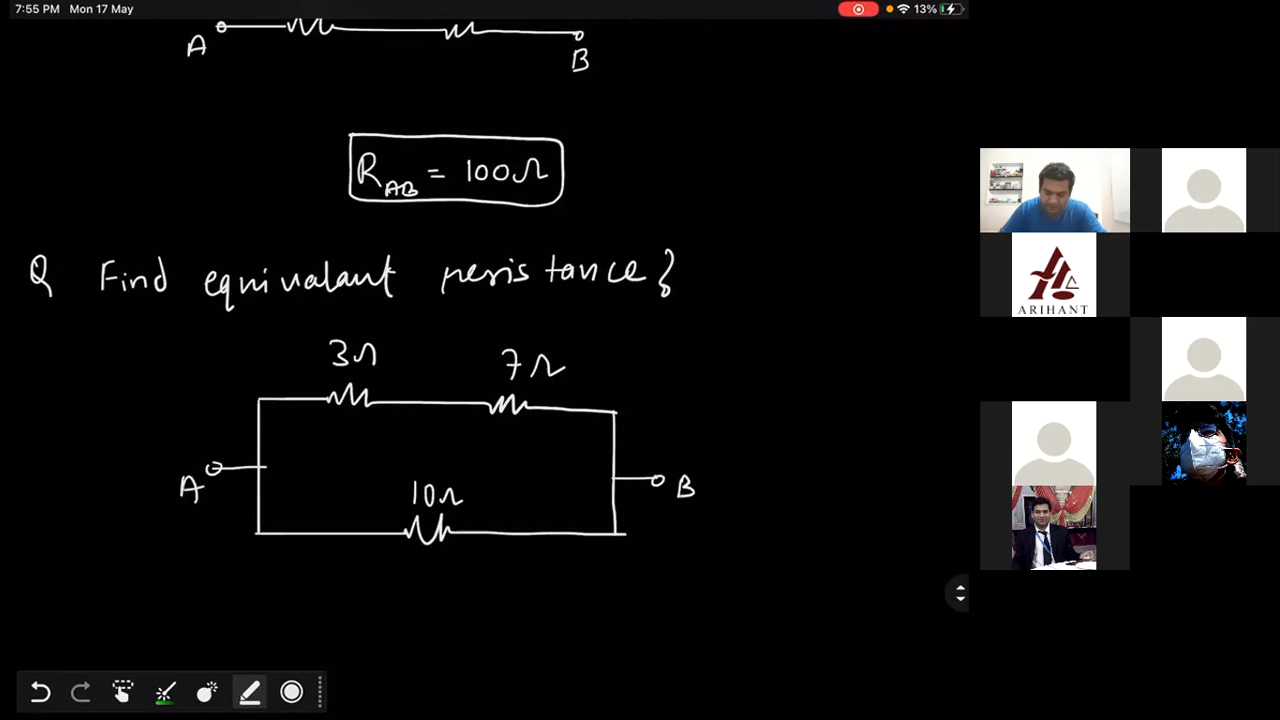 7:55 PM Mon 17 May
13%
A
B
R_AB = 100Ω
Q Find equivalant resistance?
3Ω
7Ω
A
10Ω
B
ARIHANT